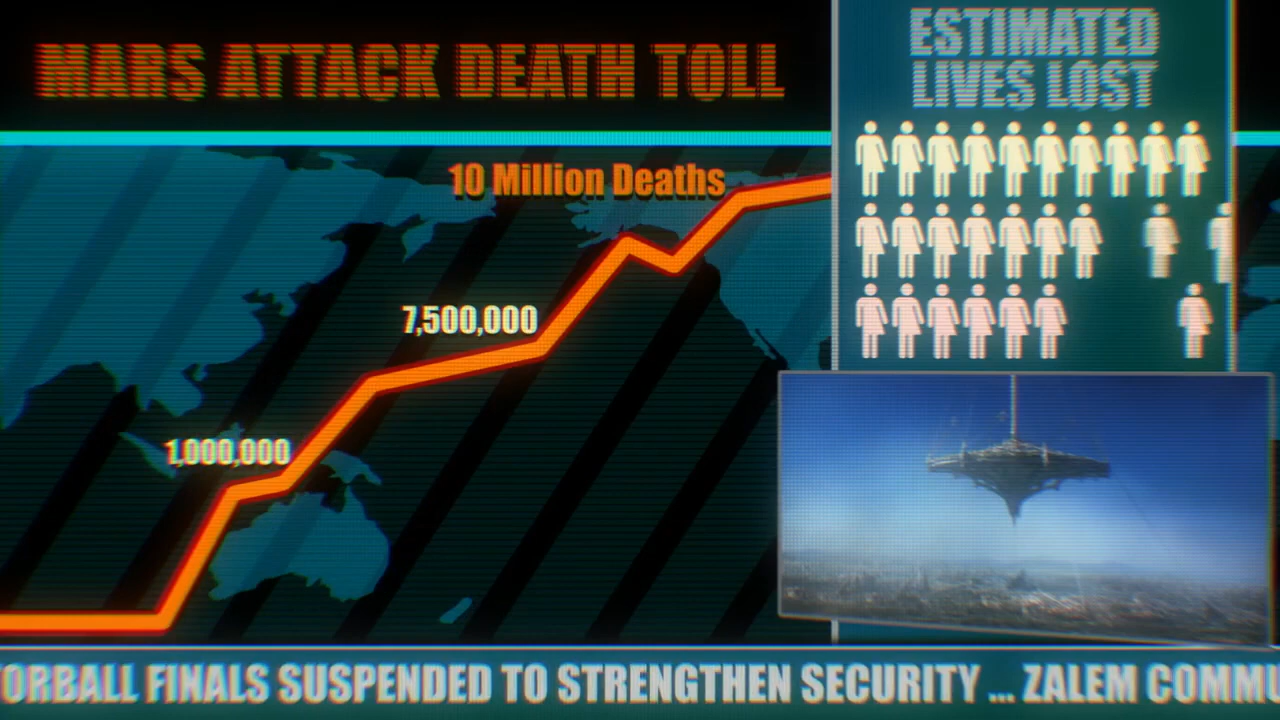 MARS ATTACK DEATH TOLL
ESTIMATED
LIVES LOST
10 Million Deaths
7,500,000
1,000,000
ORBALL FINALS SUSPENDED TO STRENGTHEN SECURITY ... ZALEM COMMU